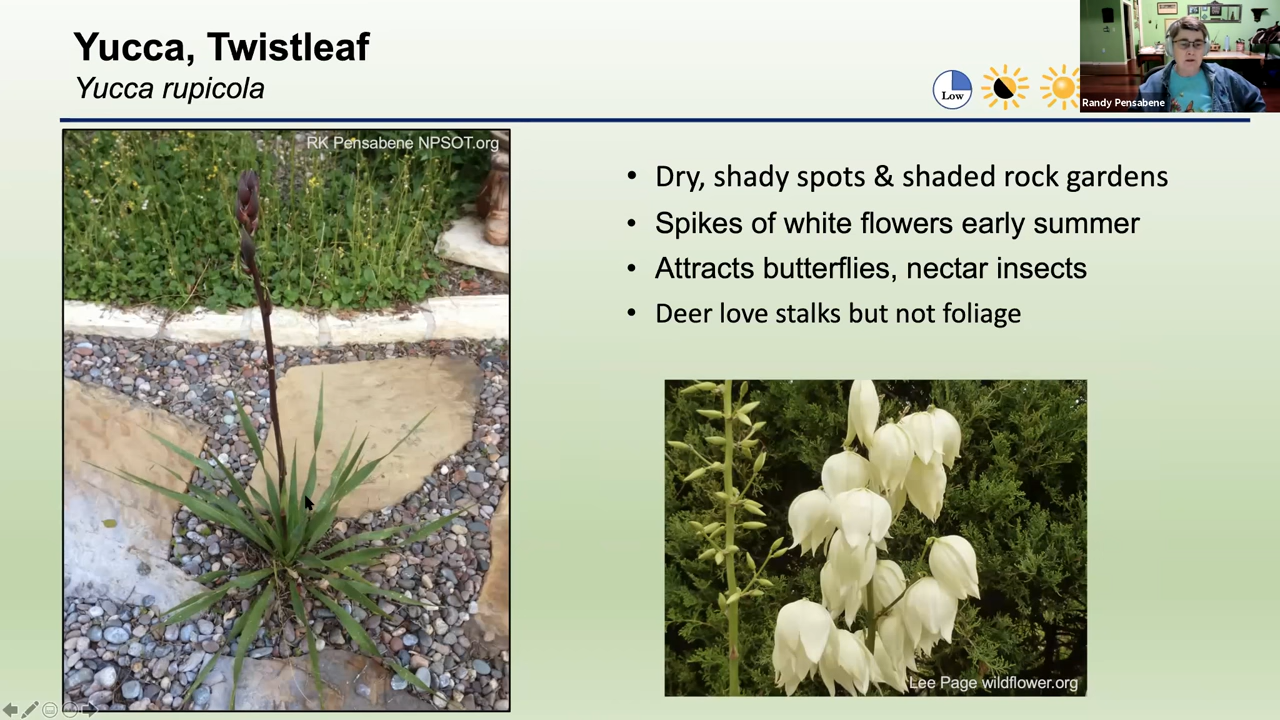 Yucca, Twistleaf
Yucca rupicola
Low
Randy Pensabene
RK Pensabene NPSOT.org
• Dry, shady spots & shaded rock gardens
• Spikes of white flowers early summer
• Attracts butterflies, nectar insects
• Deer love stalks but not foliage
Lee Page wildflower.org